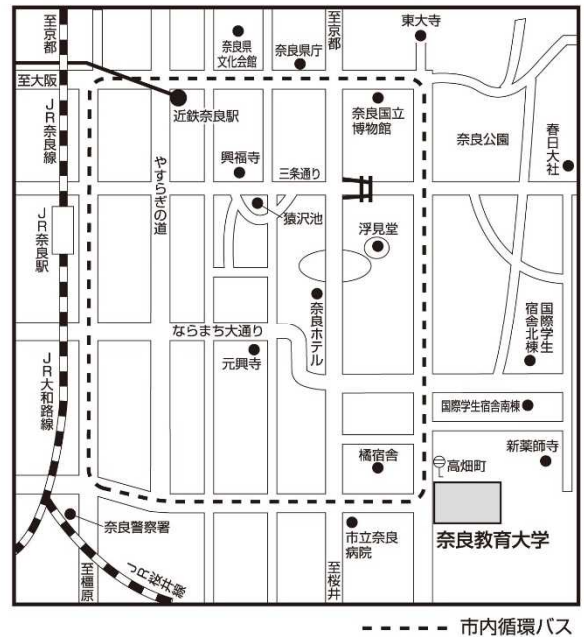 至京都
奈良県
文化会館
奈良県庁
至京都
東大寺
至大阪
近鉄奈良駅
奈良国立
博物館
奈良公園
春日大社
JR奈良線
やすらぎの道
興福寺
三条通り
猿沢池
浮見堂
JR奈良駅
奈良ホテル
国際学生
宿舎北棟
ならまち大通り
元興寺
JR大和路線
国際学生宿舎南棟
橘宿舎
高畑町
新薬師寺
奈良警察署
市立奈良
病院
奈良教育大学
JR桜井線
至橿原
至桜井
市内循環バス